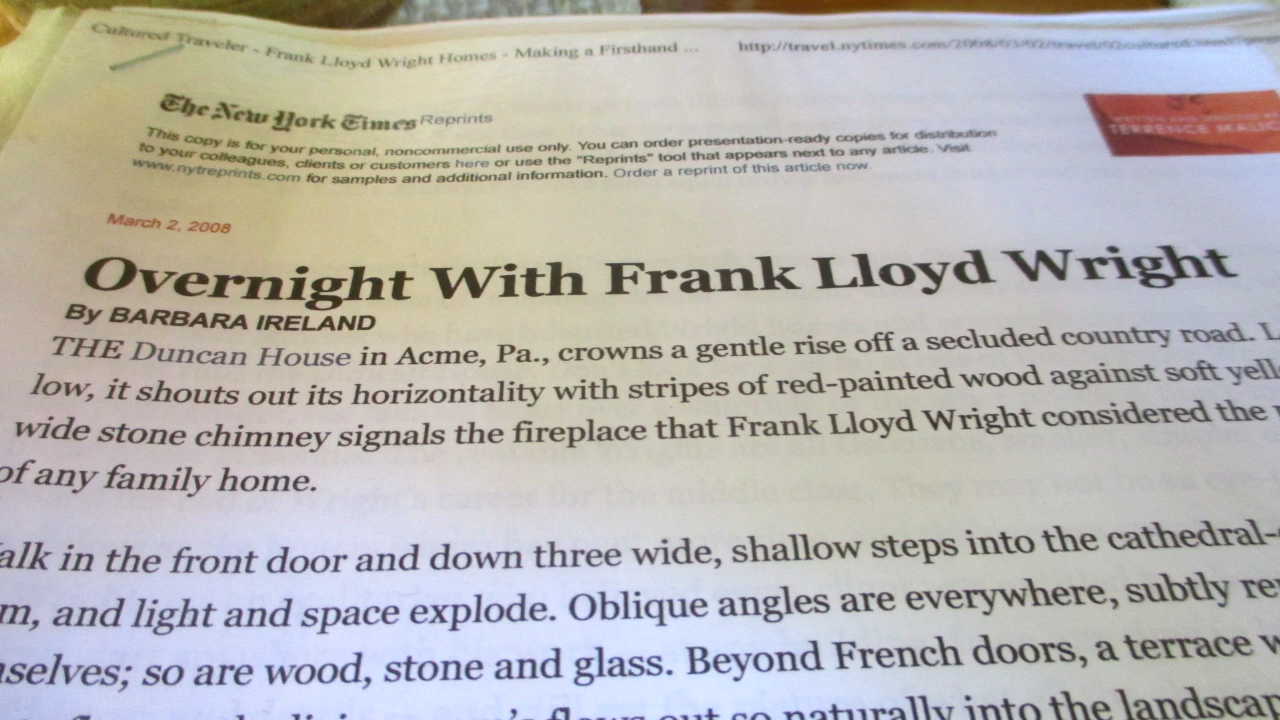 Cultured Traveler - Frank Lloyd Wright Homes - Making a Firsthand ... http://travel.nytimes.com/2008/03/02/travel/02cultured.html
The New York Times Reprints
This copy is for your personal, noncommercial use only. You can order presentation-ready copies for distribution
to your colleagues, clients or customers here or use the "Reprints" tool that appears next to any article. Visit
www.nytreprints.com for samples and additional information. Order a reprint of this article now.
TERRENCE
March 2, 2008
Overnight With Frank Lloyd Wright
By BARBARA IRELAND
THE Duncan House in Acme, Pa., crowns a gentle rise off a secluded country road. L
low, it shouts out its horizontality with stripes of red-painted wood against soft yell
wide stone chimney signals the fireplace that Frank Lloyd Wright considered the
of any family home.
alk in the front door and down three wide, shallow steps into the cathedral-
m, and light and space explode. Oblique angles are everywhere, subtly re
selves; so are wood, stone and glass. Beyond French doors, a terrace w
out so naturally into the landscap